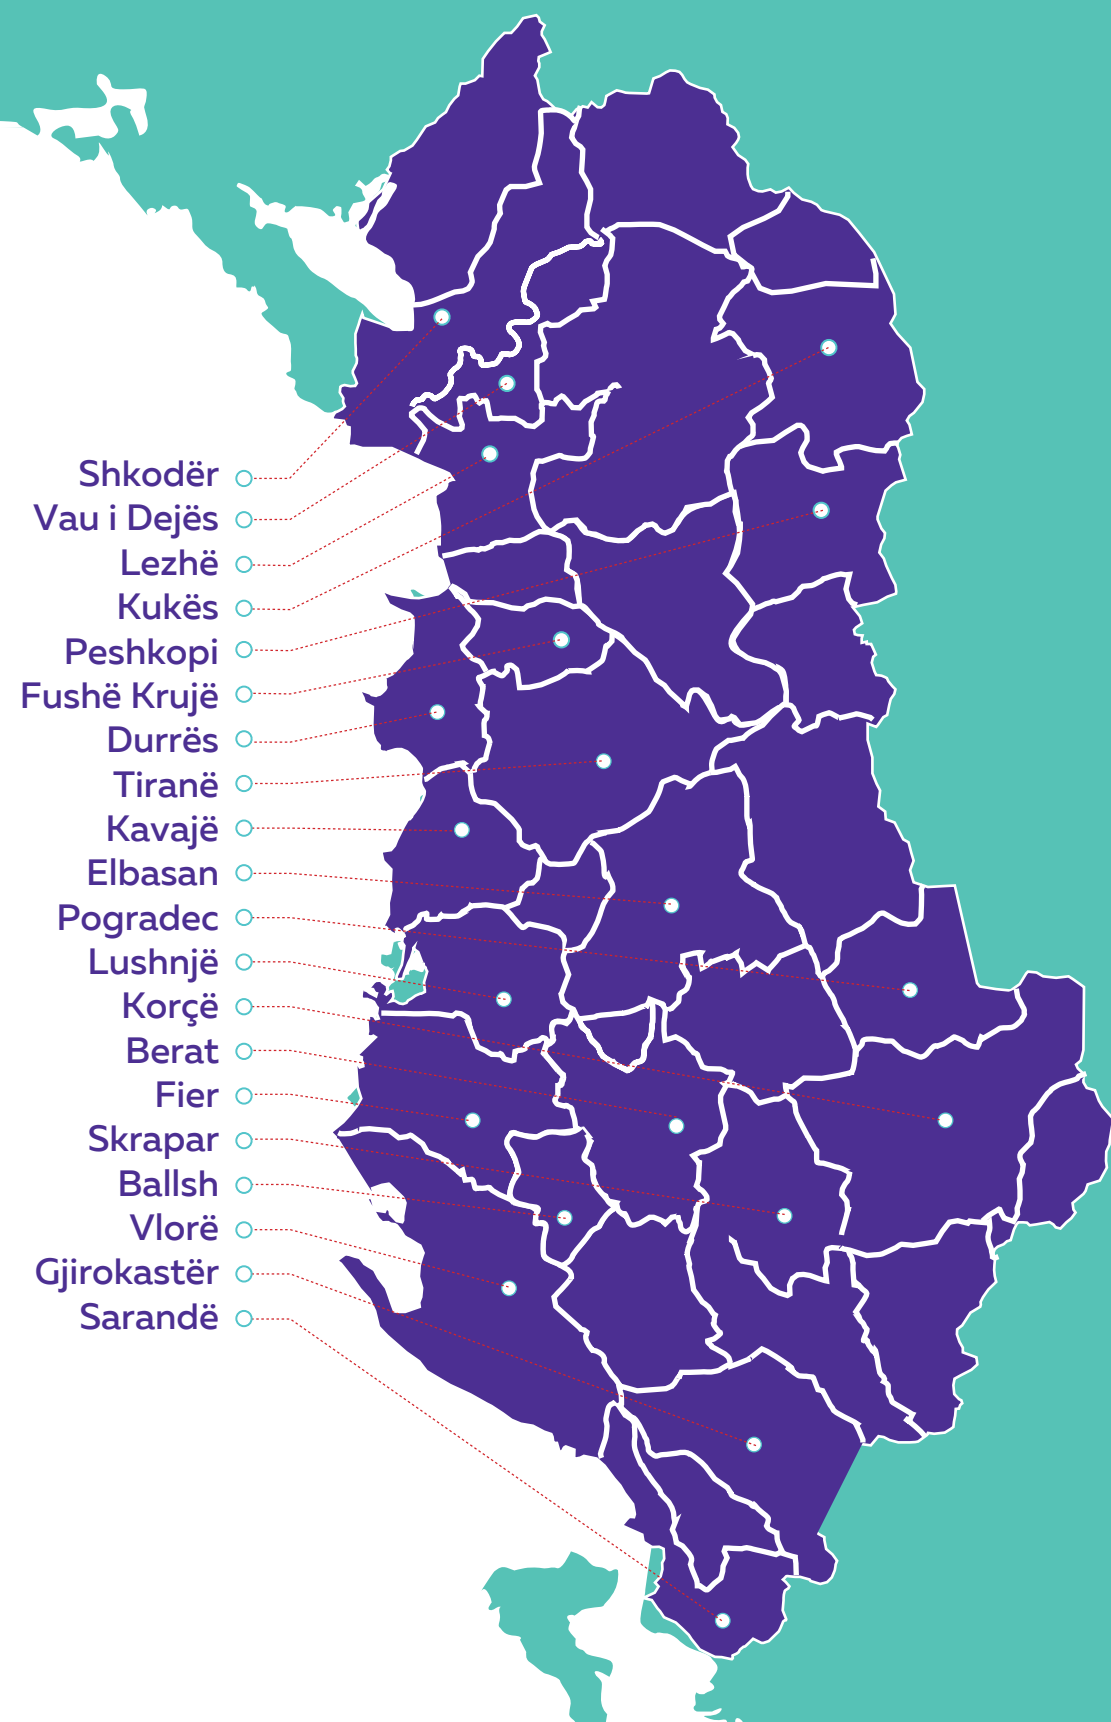 Shkodër
Vau i Dejës
Lezhë
Kukës
Peshkopi
Fushë Krujë
Durrës
Tiranë
Kavajë
Elbasan
Pogradec
Lushnjë
Korçë
Berat
Fier
Skrapar
Ballsh
Vlorë
Gjirokastër
Sarandë